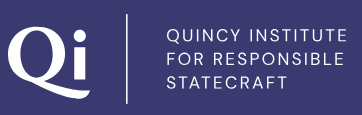 Qi
QUINCY INSTITUTE
FOR RESPONSIBLE
STATECRAFT